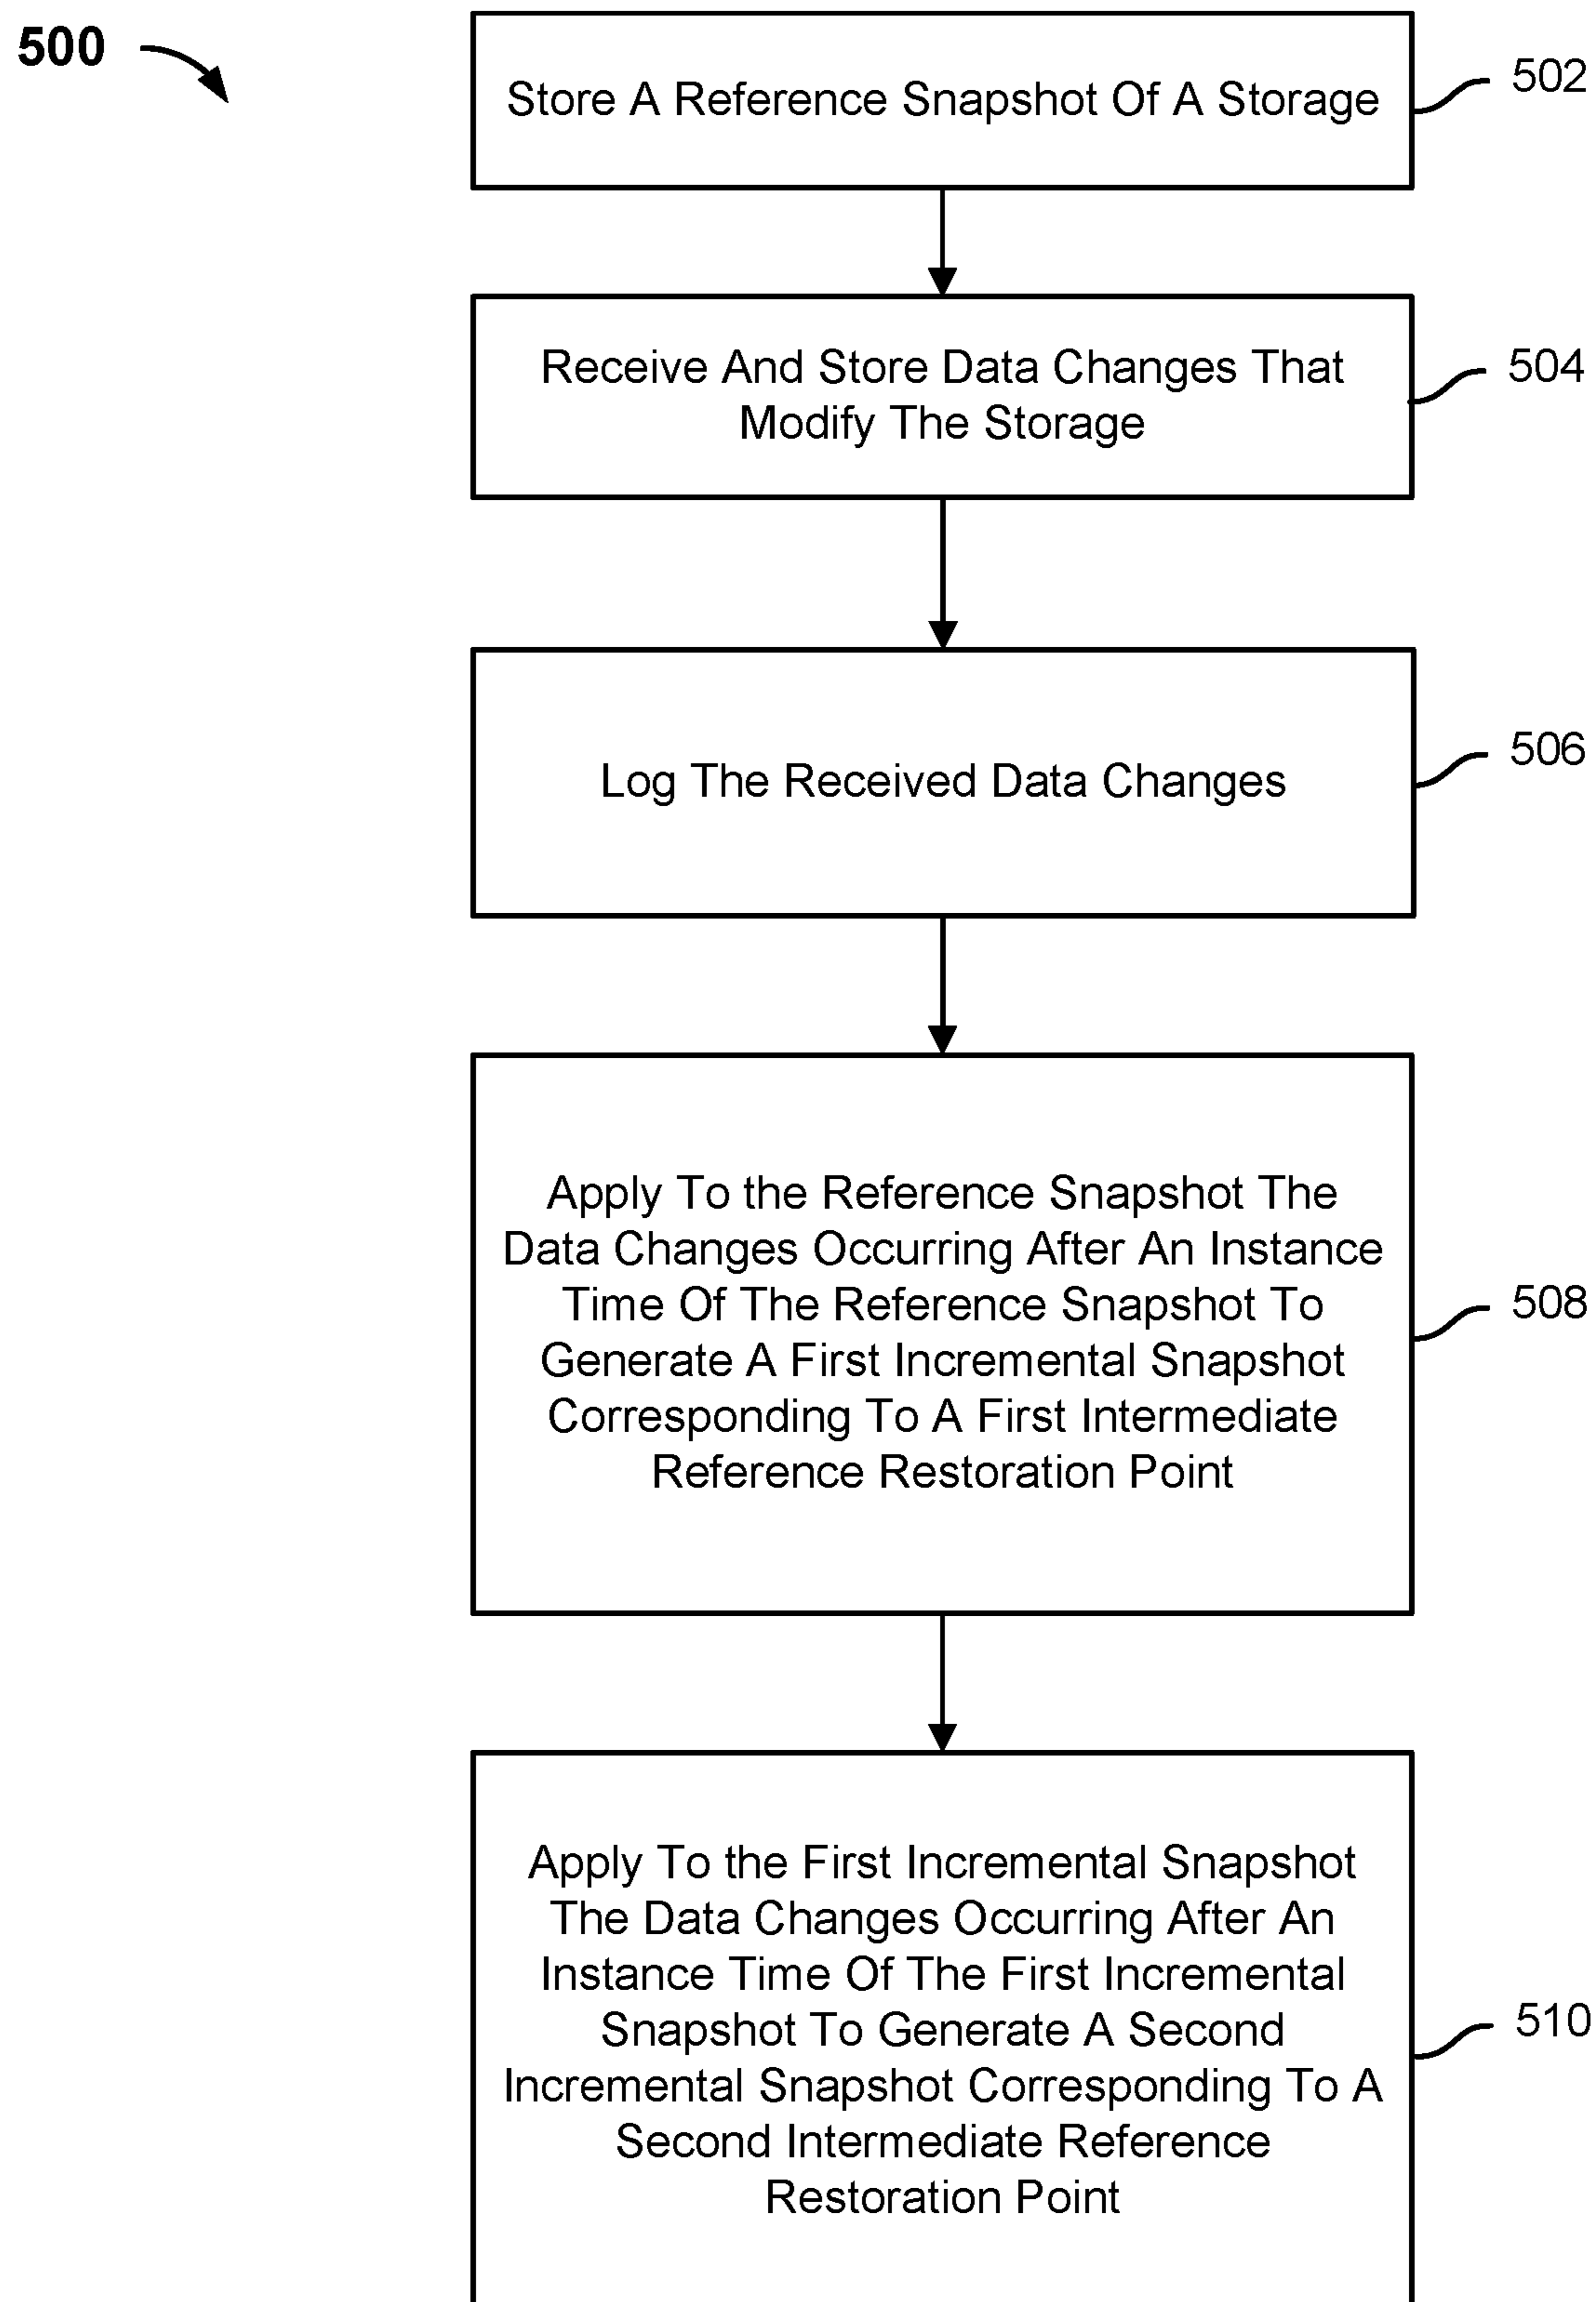 500
Store A Reference Snapshot Of A Storage
502
Receive And Store Data Changes That
Modify The Storage
504
Log The Received Data Changes
506
Apply To the Reference Snapshot The
Data Changes Occurring After An Instance
Time Of The Reference Snapshot To
Generate A First Incremental Snapshot
Corresponding To A First Intermediate
Reference Restoration Point
508
Apply To the First Incremental Snapshot
The Data Changes Occurring After An
Instance Time Of The First Incremental
Snapshot To Generate A Second
Incremental Snapshot Corresponding To A
Second Intermediate Reference
Restoration Point
510